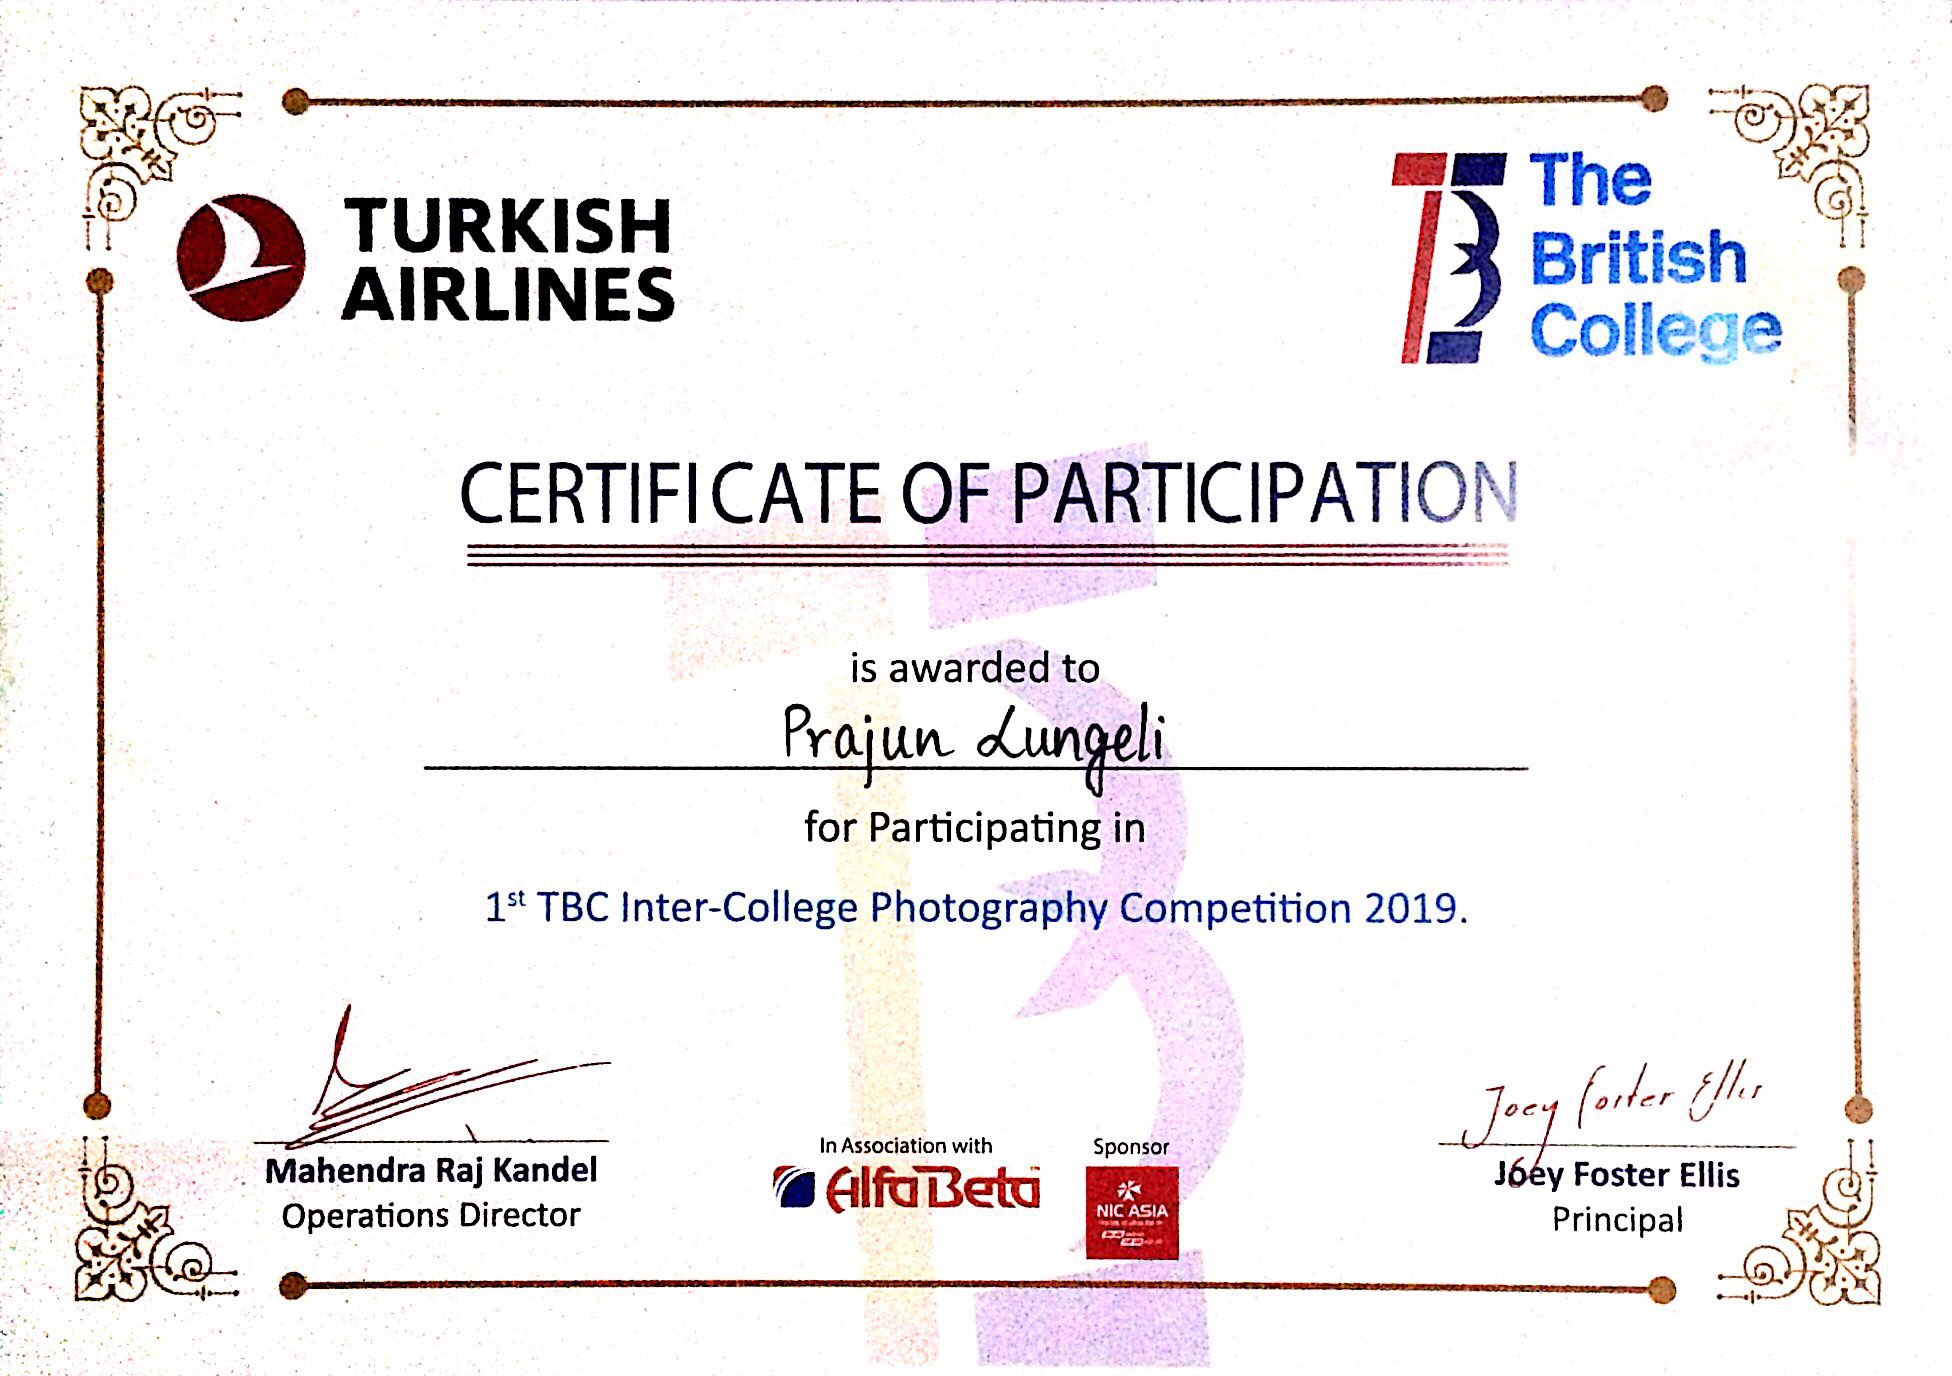 TURKISH
AIRLINES
The
British
College
CERTIFICATE OF PARTICIPATION
is awarded to
Prajun Lungeli
for Participating in
1st TBC Inter-College Photography Competition 2019.
Joey Foster Ellis
Mahendra Raj Kandel
Operations Director
In Association with
AlfaBeta
Sponsor
NIC ASIA
Joey Foster Ellis
Principal